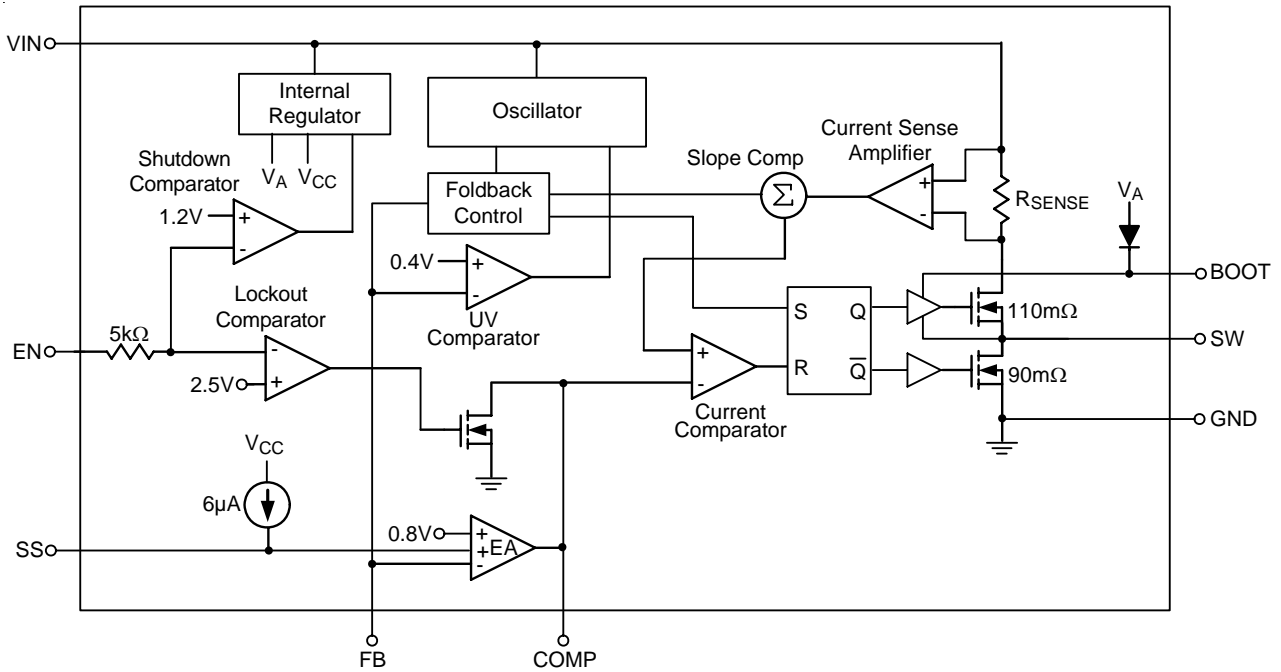 VIN
Internal
Regulator
Oscillator
Current Sense
Amplifier
Slope Comp
Shutdown
Comparator
VA VCC
Foldback
Control
Σ
+
-
RSENSE
VA
1.2V
+
-
0.4V
+
-
BOOT
Lockout
Comparator
UV
Comparator
S
Q
110mΩ
5kΩ
EN
-
+
2.5V
+
-
R
Q̅
SW
90mΩ
Current
Comparator
GND
VCC
6µA
0.8V
+
+
-
EA
SS
FB
COMP